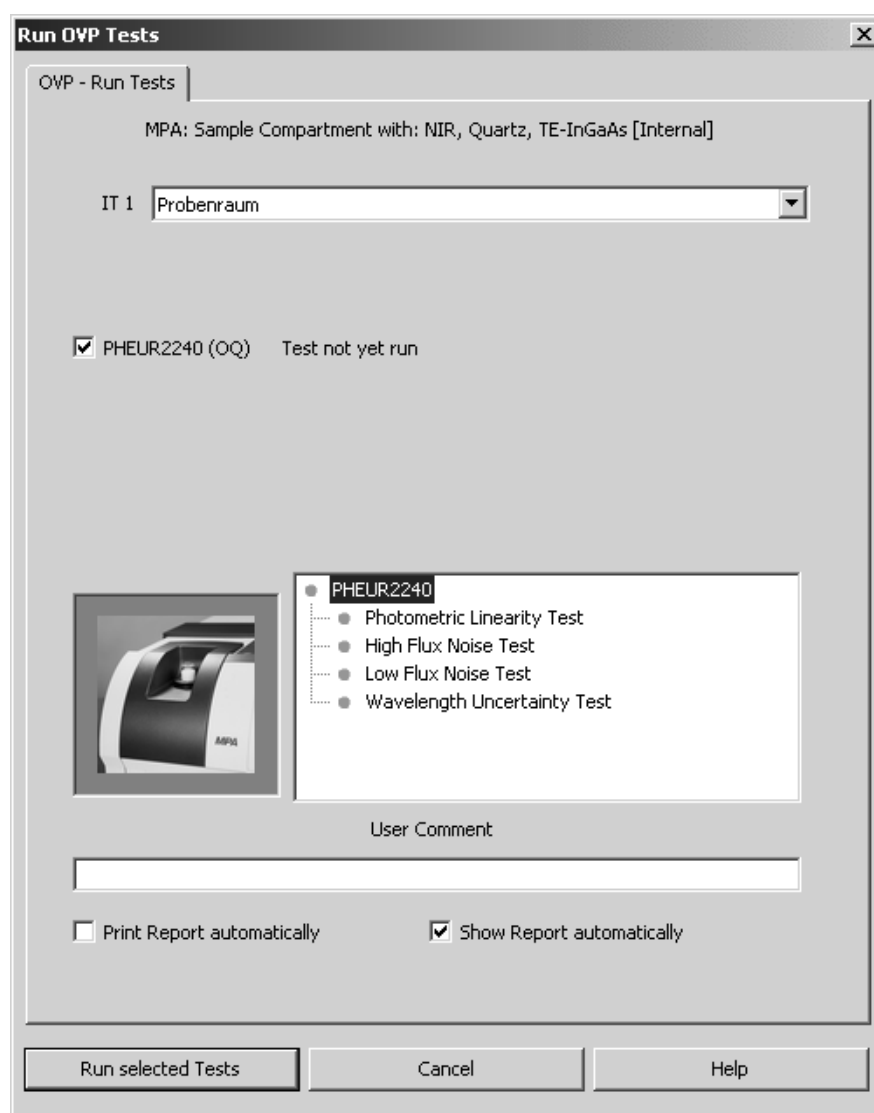 Run OVP Tests
OVP - Run Tests
MPA: Sample Compartment with: NIR, Quartz, TE-InGaAs [Internal]
IT 1 Probenraum
PHEUR2240 (OQ) Test not yet run
PHEUR2240
Photometric Linearity Test
High Flux Noise Test
Low Flux Noise Test
Wavelength Uncertainty Test
MPA
User Comment
Print Report automatically Show Report automatically
Run selected Tests Cancel Help